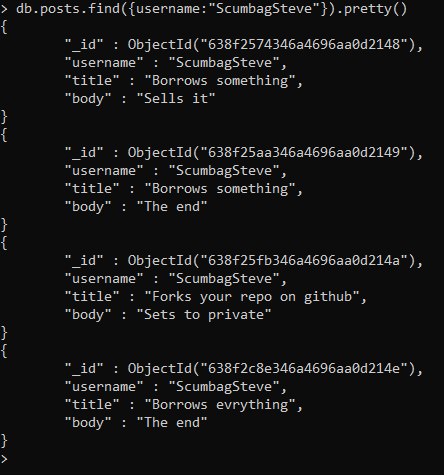 > db.posts.find({username:"ScumbagSteve"}).pretty()
{
        "_id" : ObjectId("638f2574346a4696aa0d2148"),
        "username" : "ScumbagSteve",
        "title" : "Borrows something",
        "body" : "Sells it"
}
{
        "_id" : ObjectId("638f25aa346a4696aa0d2149"),
        "username" : "ScumbagSteve",
        "title" : "Borrows something",
        "body" : "The end"
}
{
        "_id" : ObjectId("638f25fb346a4696aa0d214a"),
        "username" : "ScumbagSteve",
        "title" : "Forks your repo on github",
        "body" : "Sets to private"
}
{
        "_id" : ObjectId("638f2c8e346a4696aa0d214e"),
        "username" : "ScumbagSteve",
        "title" : "Borrows evrything",
        "body" : "The end"
}
>